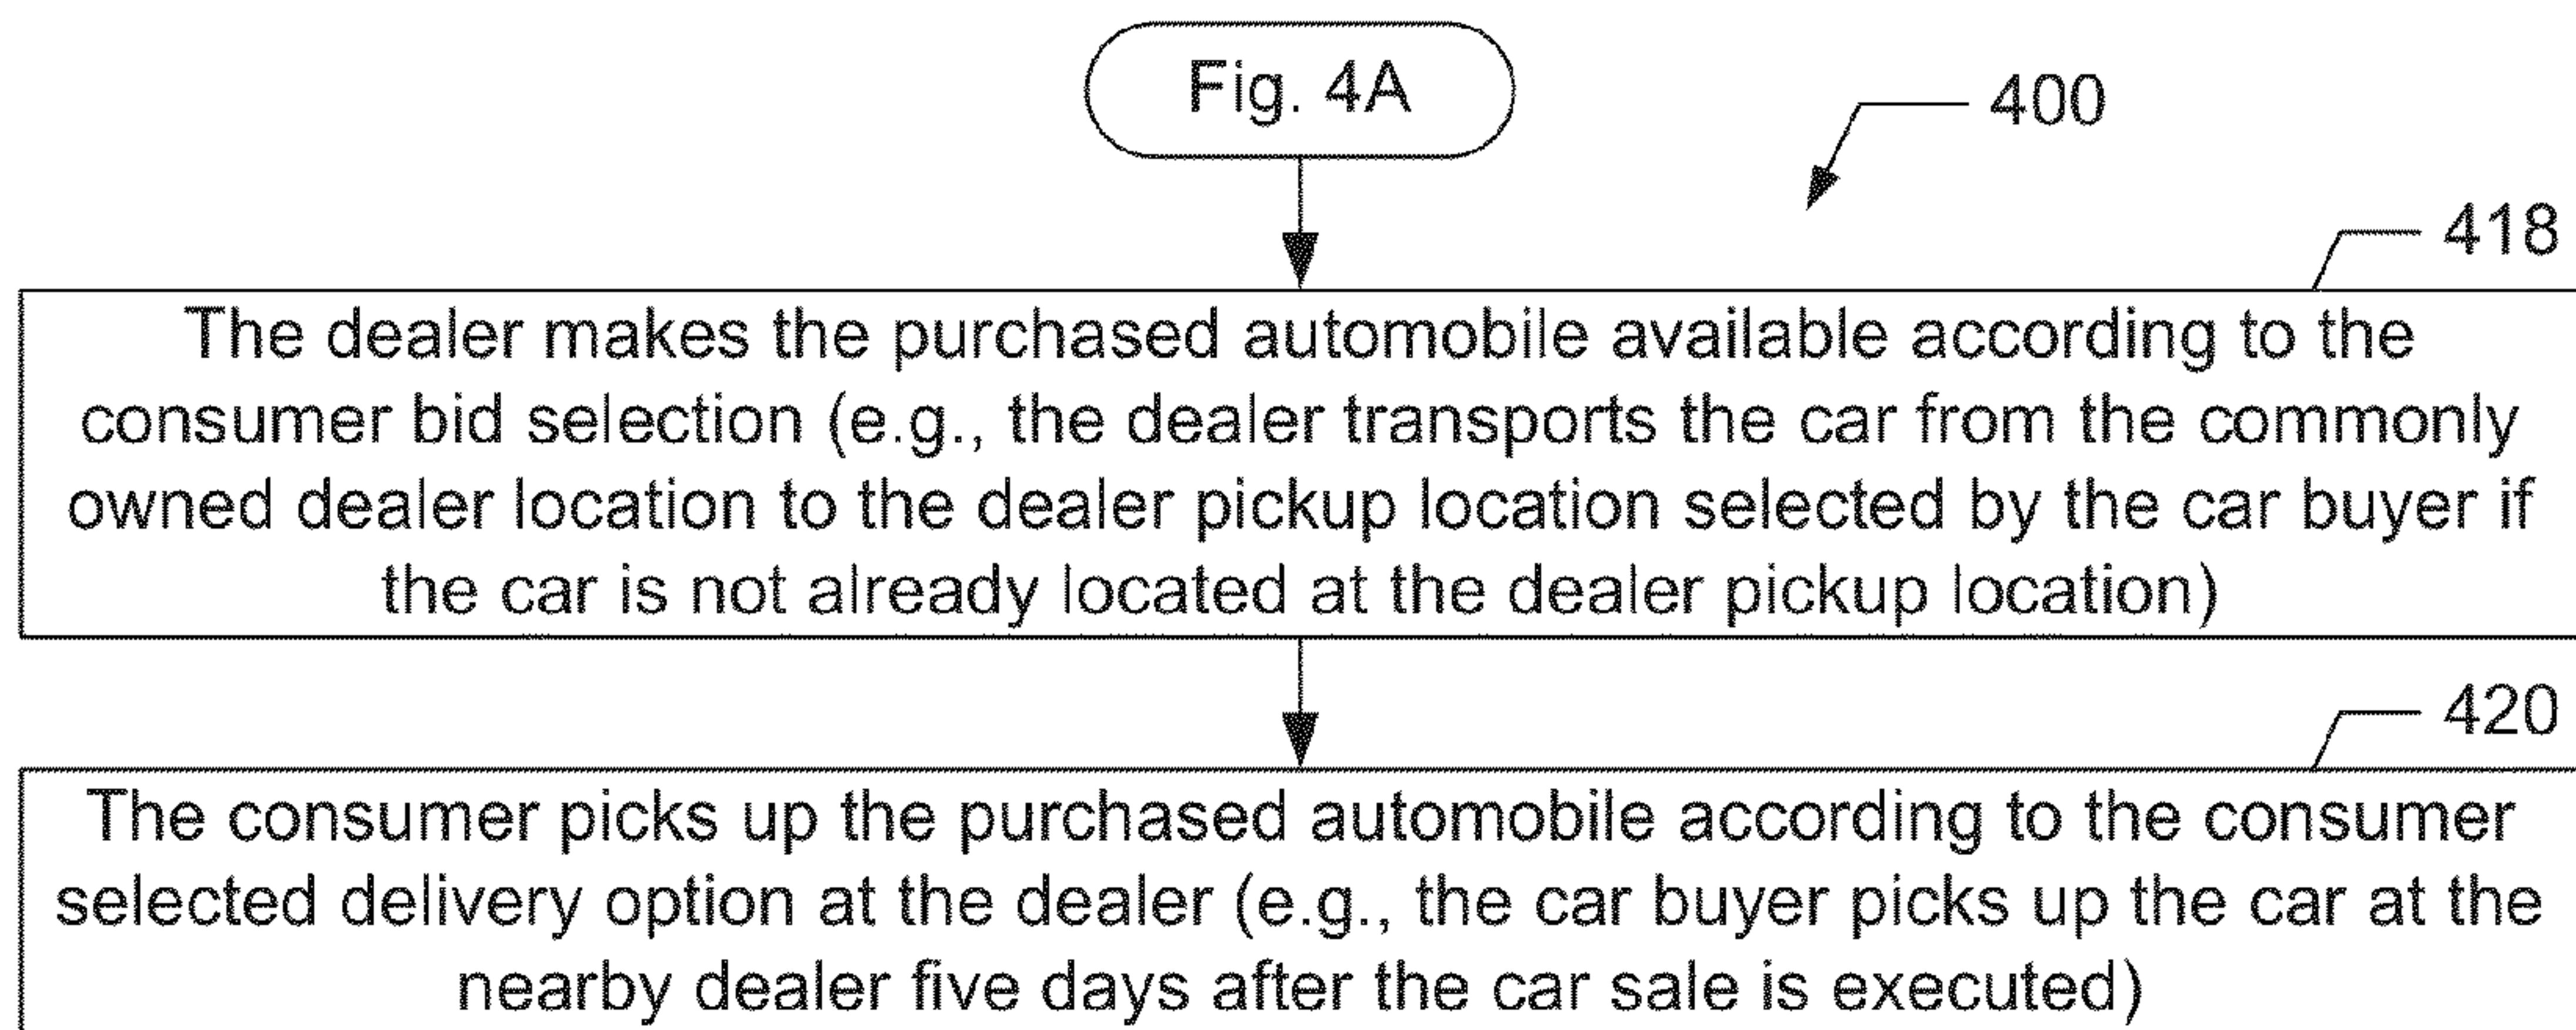 Fig. 4A
400
418
The dealer makes the purchased automobile available according to the
consumer bid selection (e.g., the dealer transports the car from the commonly
owned dealer location to the dealer pickup location selected by the car buyer if
the car is not already located at the dealer pickup location)
420
The consumer picks up the purchased automobile according to the consumer
selected delivery option at the dealer (e.g., the car buyer picks up the car at the
nearby dealer five days after the car sale is executed)